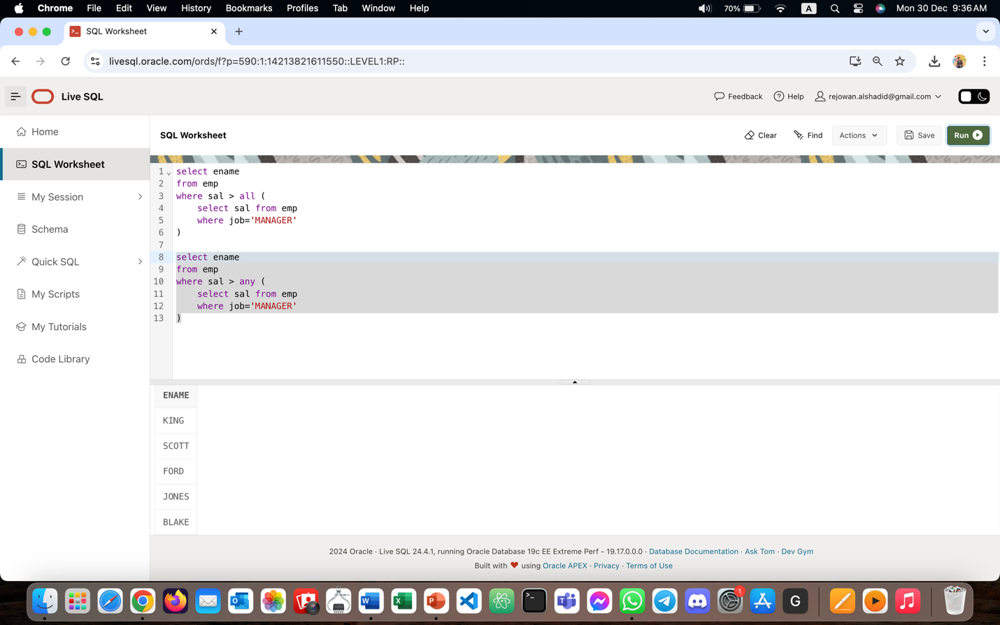 Chrome File Edit View History Bookmarks Profiles Tab Window Help 70% A Mon 30 Dec 9:36 AM
SQL Worksheet
livesql.oracle.com/ords/f?p=590:1:14213821611550::LEVEL1:RP::
Live SQL
Feedback Help rejowan.alshadid@gmail.com
Home
SQL Worksheet
My Session
Schema
Quick SQL
My Scripts
My Tutorials
Code Library
SQL Worksheet
Clear Find Actions Save Run
1 select ename
2 from emp
3 where sal > all (
4 select sal from emp
5 where job='MANAGER'
6 )
7
8 select ename
9 from emp
10 where sal > any (
11 select sal from emp
12 where job='MANAGER'
13 )
ENAME
KING
SCOTT
FORD
JONES
BLAKE
2024 Oracle · Live SQL 24.4.1, running Oracle Database 19c EE Extreme Perf - 19.17.0.0.0 · Database Documentation · Ask Tom · Dev Gym
Built with ❤ using Oracle APEX · Privacy · Terms of Use
1
G